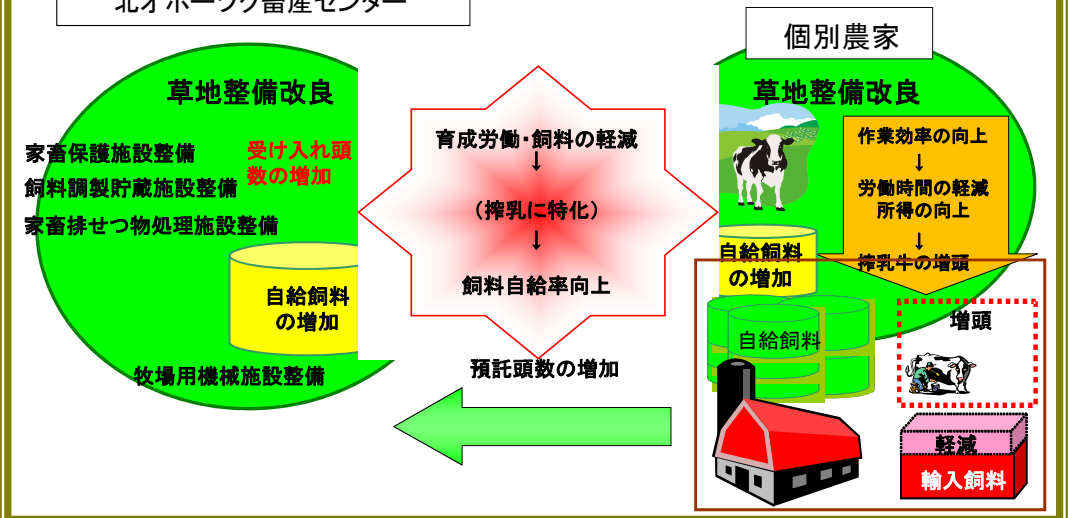 北オホーツク畜産センター
草地整備改良
家畜保護施設整備
受け入れ頭
数の増加
飼料調製貯蔵施設整備
家畜排せつ物処理施設整備
自給飼料
の増加
牧場用機械施設整備
育成労働・飼料の軽減
↓
（搾乳に特化）
↓
飼料自給率向上
預託頭数の増加
個別農家
草地整備改良
作業効率の向上
↓
労働時間の軽減
所得の向上
↓
搾乳牛の増頭
自給飼料
の増加
自給飼料
増頭
軽減
輸入飼料